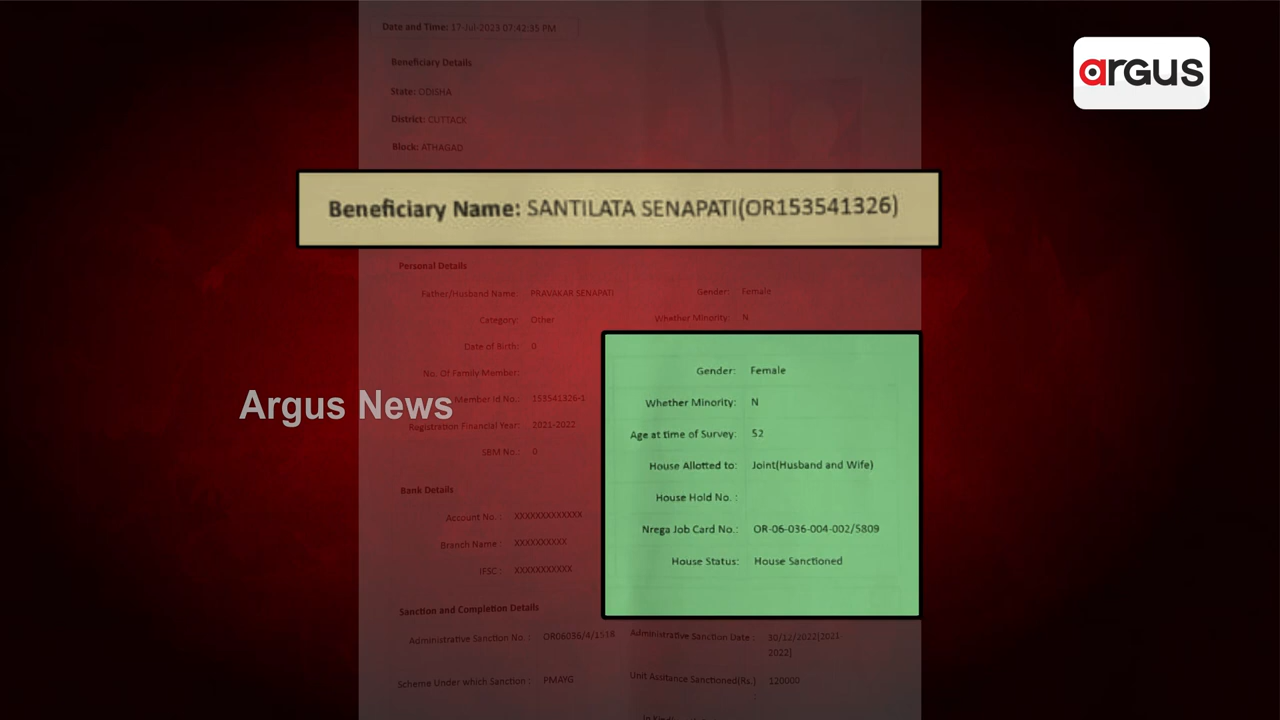 Date and Time: 17-Jul-2023 07:42:35 PM
argus
Beneficiary Details
State: ODISHA
District: CUTTACK
Block: ATHAGAD
Beneficiary Name: SANTILATA SENAPATI(OR153541326)
Personal Details
Father/Husband Name: PRAVAKAR SENAPATI Gender: Female
Category: Other Whether Minority: N
Date of Birth: 0
No. Of Family Member:
Member Id No.: 153541326-1
Registration Financial Year: 2021-2022
SBM No.: 0
Argus News
Gender: Female
Whether Minority: N
Age at time of Survey: 52
House Allotted to: Joint(Husband and Wife)
House Hold No. :
Nrega Job Card No.: OR-06-036-004-002/5809
House Status: House Sanctioned
Bank Details
Account No. : XXXXXXXXXXXXX
Branch Name : XXXXXXXXXX
IFSC : XXXXXXXXXXX
Sanction and Completion Details
Administrative Sanction No. : OR06036/4/1518 Administrative Sanction Date : 30/12/2022[2021-
2022]
Scheme Under which Sanction : PMAYG Unit Assitance Sanctioned(Rs.) 120000
: